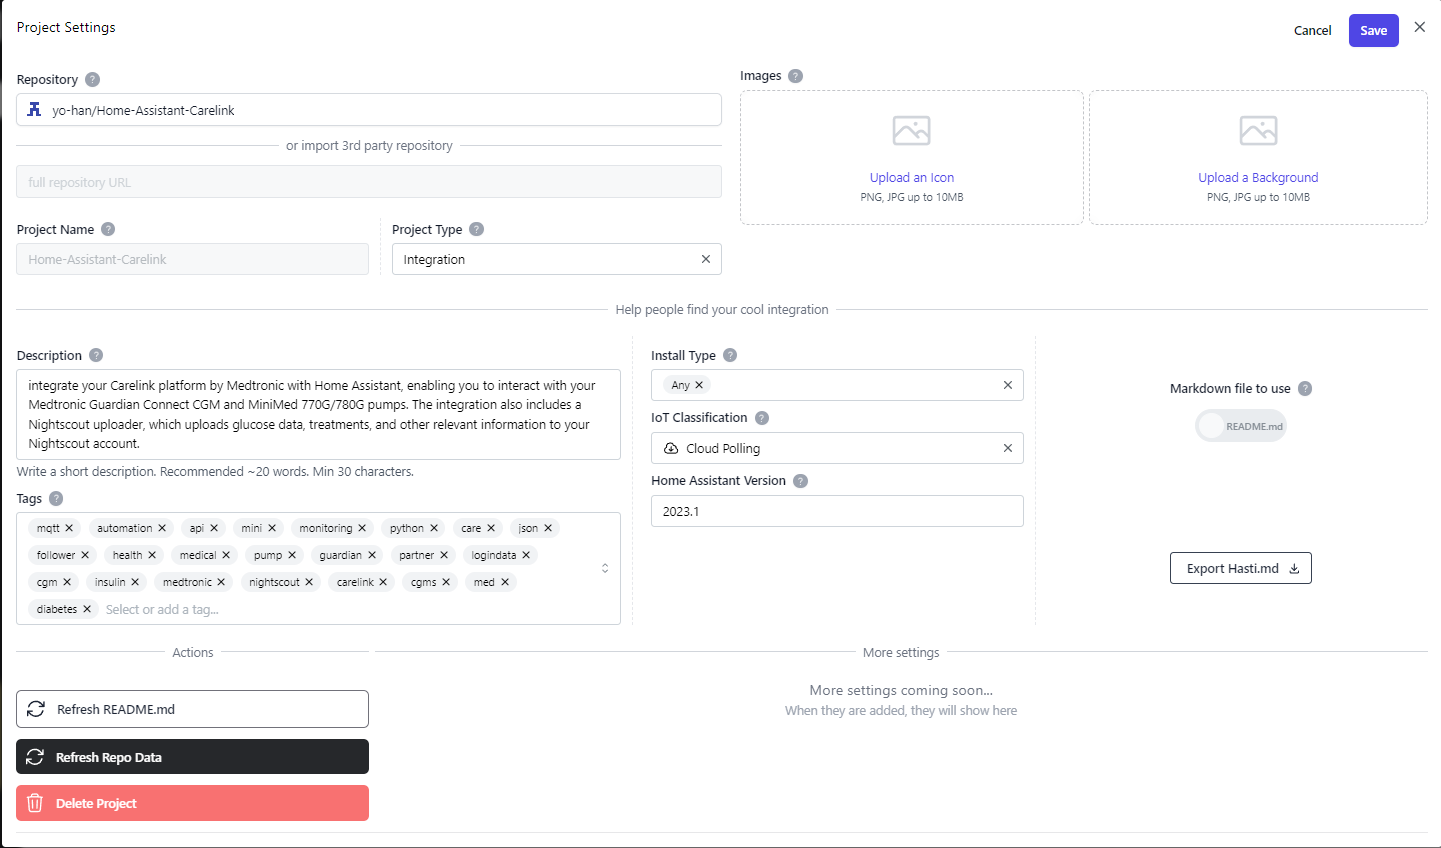 Project Settings
Cancel
Save
Repository
yo-han/Home-Assistant-Carelink
or import 3rd party repository
full repository URL
Project Name
Home-Assistant-Carelink
Project Type
Integration
Images
Upload an Icon
PNG, JPG up to 10MB
Upload a Background
PNG, JPG up to 10MB
Help people find your cool integration
Description
integrate your Carelink platform by Medtronic with Home Assistant, enabling you to interact with your
Medtronic Guardian Connect CGM and MiniMed 770G/780G pumps. The integration also includes a
Nightscout uploader, which uploads glucose data, treatments, and other relevant information to your
Nightscout account.
Write a short description. Recommended ~20 words. Min 30 characters.
Tags
mqtt automation api mini monitoring python care json
follower health medical pump guardian partner logindata
cgm insulin medtronic nightscout carelink cgms med
diabetes Select or add a tag...
Install Type
Any
IoT Classification
Cloud Polling
Home Assistant Version
2023.1
Markdown file to use
README.md
Export Hasti.md
Actions
Refresh README.md
Refresh Repo Data
Delete Project
More settings
More settings coming soon...
When they are added, they will show here